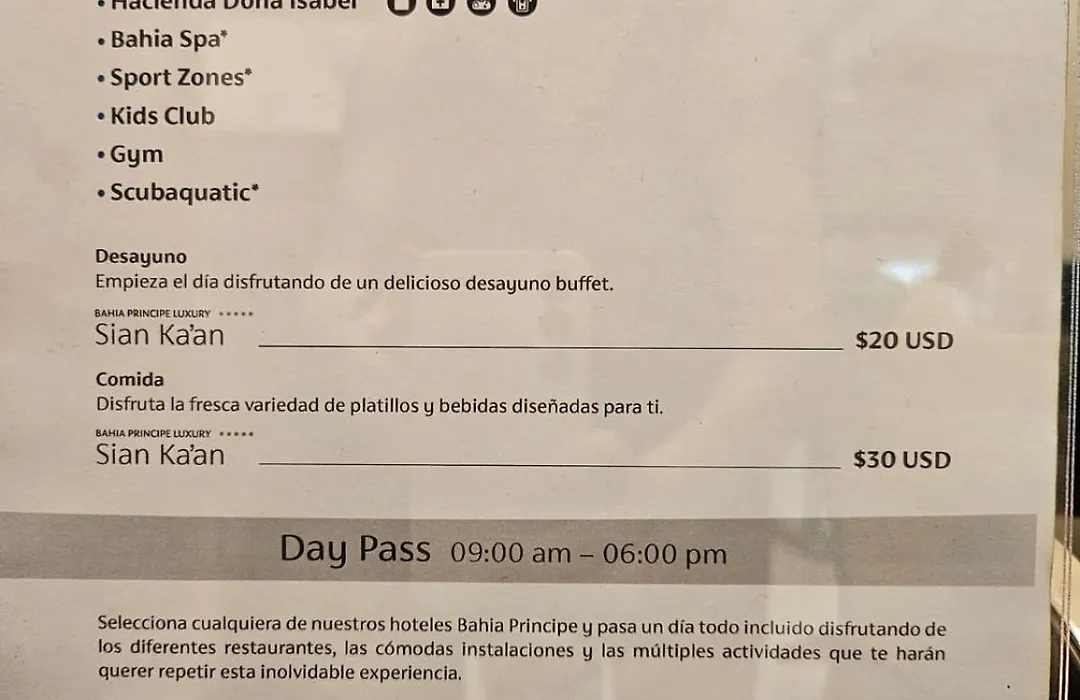 • Hacienda Doña Isabel
• Bahia Spa*
• Sport Zones*
• Kids Club
• Gym
• Scubaquatic*
Desayuno
Empieza el día disfrutando de un delicioso desayuno buffet.
BAHIA PRINCIPE LUXURY ★★★★★
Sian Ka'an $20 USD
Comida
Disfruta la fresca variedad de platillos y bebidas diseñadas para ti.
BAHIA PRINCIPE LUXURY ★★★★★
Sian Ka'an $30 USD
Day Pass 09:00 am – 06:00 pm
Selecciona cualquiera de nuestros hoteles Bahia Principe y pasa un día todo incluido disfrutando de
los diferentes restaurantes, las cómodas instalaciones y las múltiples actividades que te harán
querer repetir esta inolvidable experiencia.